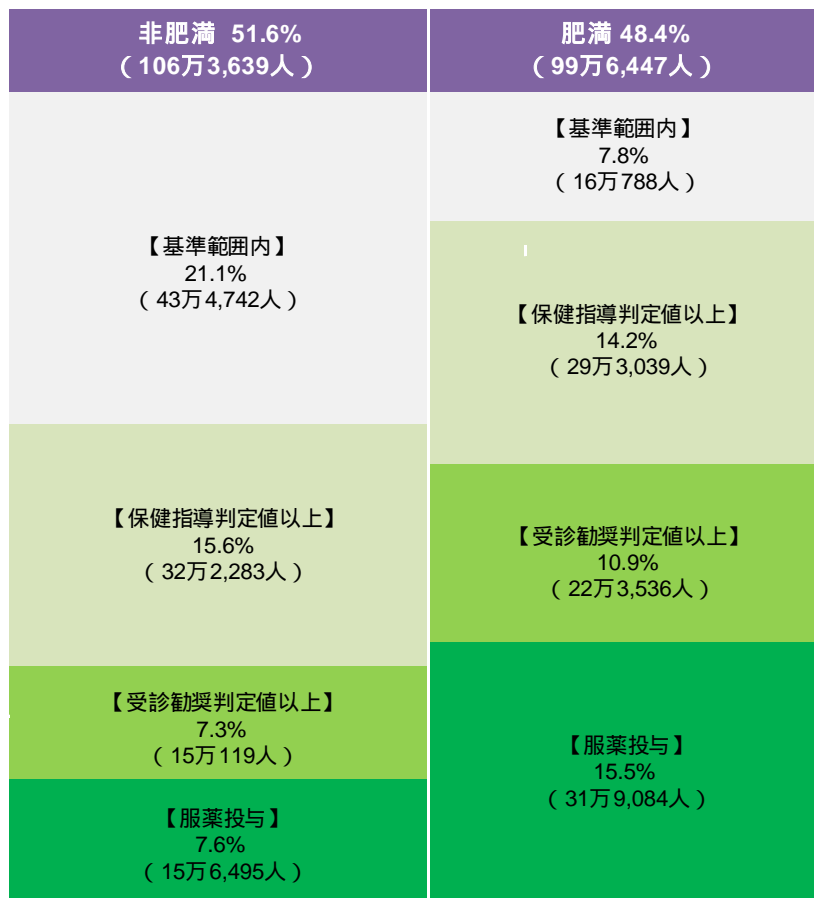 非肥満 51.6%
（106万3,639人）
【基準範囲内】
21.1%
（43万4,742人）
【保健指導判定値以上】
15.6%
（32万2,283人）
【受診勧奨判定値以上】
7.3%
（15万119人）
【服薬投与】
7.6%
（15万6,495人）
肥満 48.4%
（99万6,447人）
【基準範囲内】
7.8%
（16万788人）
【保健指導判定値以上】
14.2%
（29万3,039人）
【受診勧奨判定値以上】
10.9%
（22万3,536人）
【服薬投与】
15.5%
（31万9,084人）